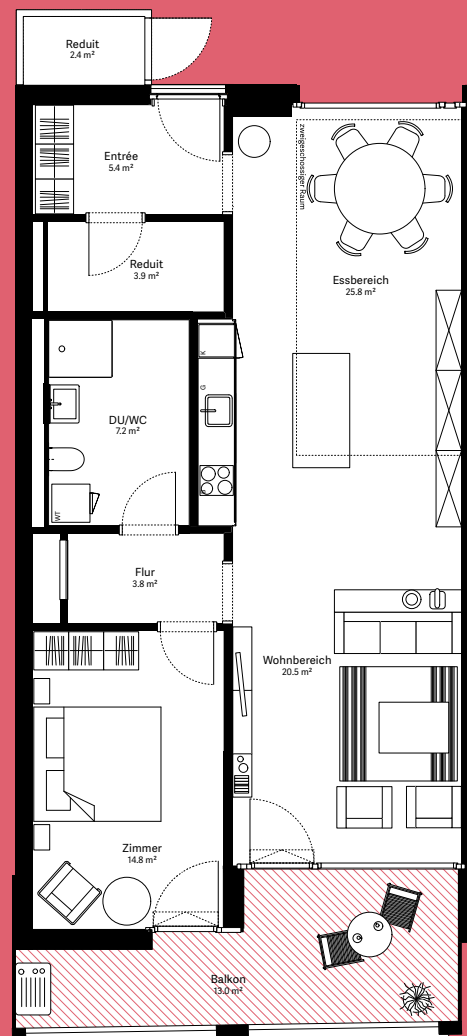 Reduit
2.4 m²
Entrée
5.4 m²
zweigeschossiger Raum
Reduit
3.9 m²
Essbereich
25.8 m²
K
G
DU/WC
7.2 m²
WT
Flur
3.8 m²
Wohnbereich
20.5 m²
Zimmer
14.8 m²
Balkon
13.0 m²